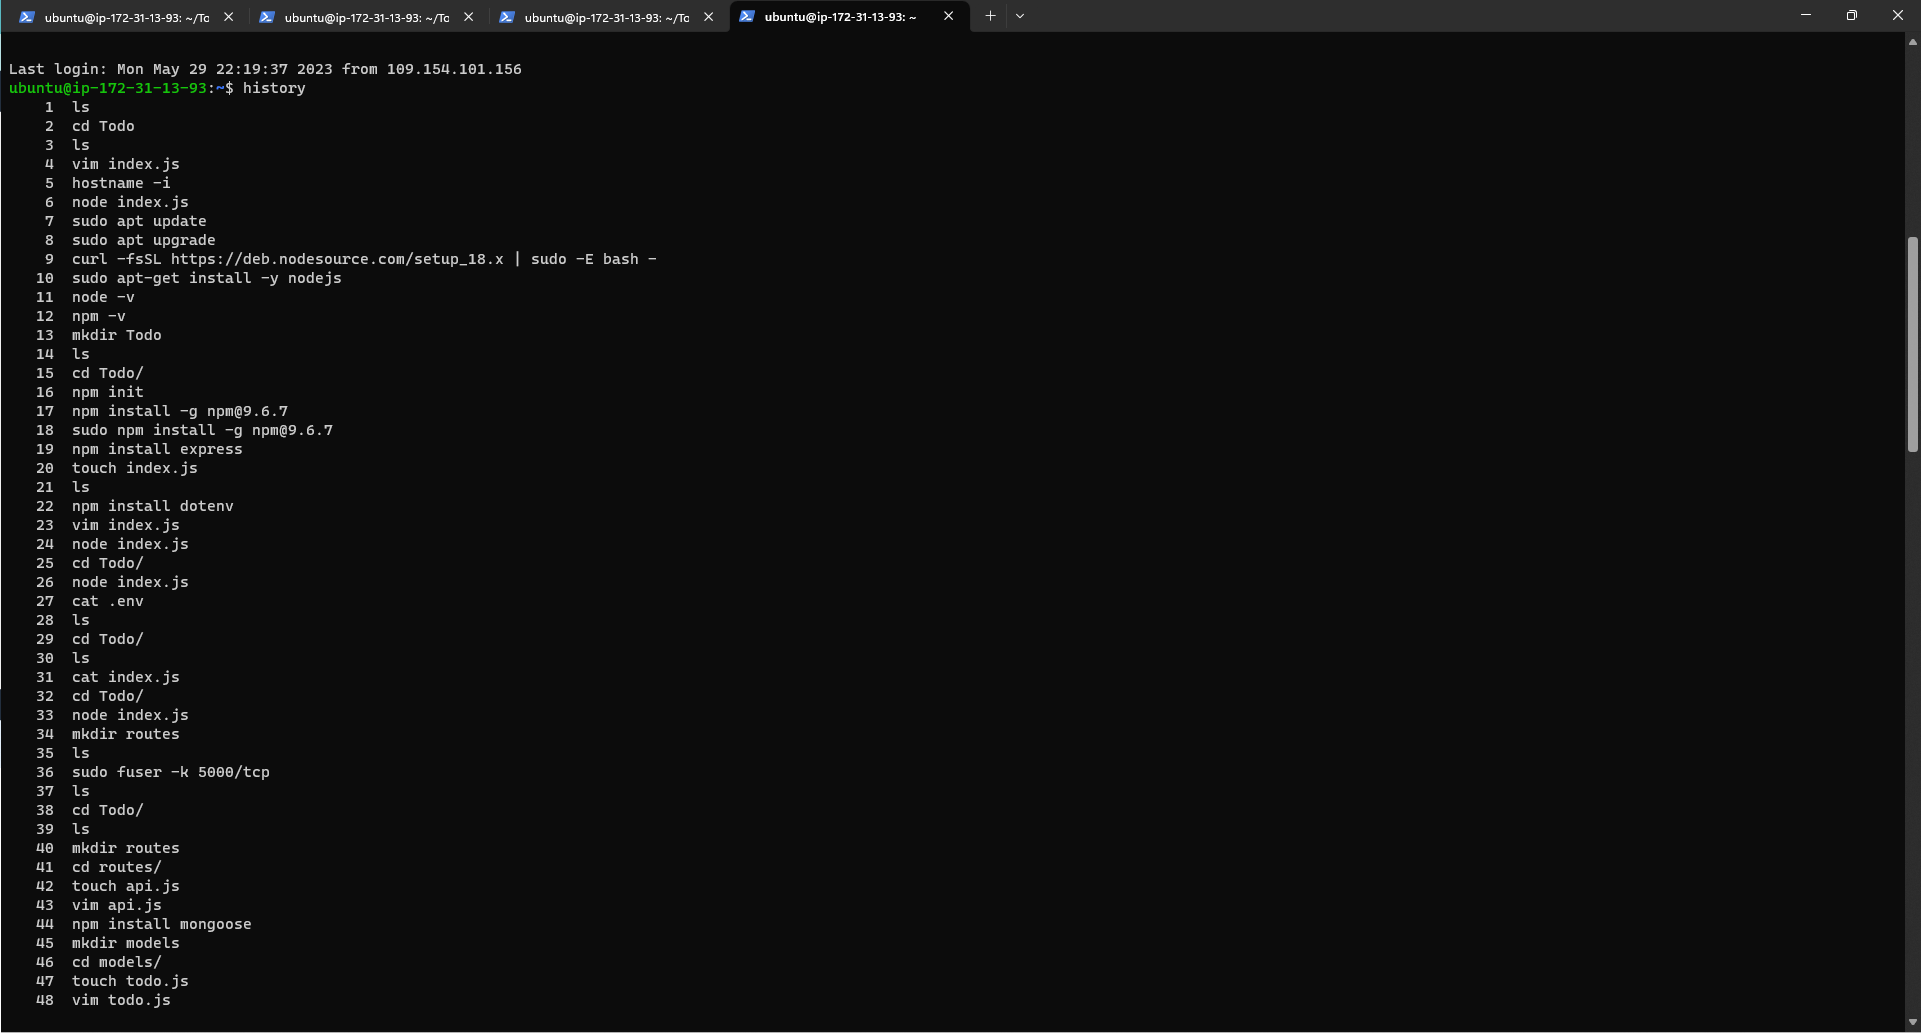 ubuntu@ip-172-31-13-93: ~/To
ubuntu@ip-172-31-13-93: ~/To
ubuntu@ip-172-31-13-93: ~/To
ubuntu@ip-172-31-13-93: ~
Last login: Mon May 29 22:19:37 2023 from 109.154.101.156
ubuntu@ip-172-31-13-93:~$ history
1 ls
2 cd Todo
3 ls
4 vim index.js
5 hostname -i
6 node index.js
7 sudo apt update
8 sudo apt upgrade
9 curl -fsSL https://deb.nodesource.com/setup_18.x | sudo -E bash -
10 sudo apt-get install -y nodejs
11 node -v
12 npm -v
13 mkdir Todo
14 ls
15 cd Todo/
16 npm init
17 npm install -g npm@9.6.7
18 sudo npm install -g npm@9.6.7
19 npm install express
20 touch index.js
21 ls
22 npm install dotenv
23 vim index.js
24 node index.js
25 cd Todo/
26 node index.js
27 cat .env
28 ls
29 cd Todo/
30 ls
31 cat index.js
32 cd Todo/
33 node index.js
34 mkdir routes
35 ls
36 sudo fuser -k 5000/tcp
37 ls
38 cd Todo/
39 ls
40 mkdir routes
41 cd routes/
42 touch api.js
43 vim api.js
44 npm install mongoose
45 mkdir models
46 cd models/
47 touch todo.js
48 vim todo.js